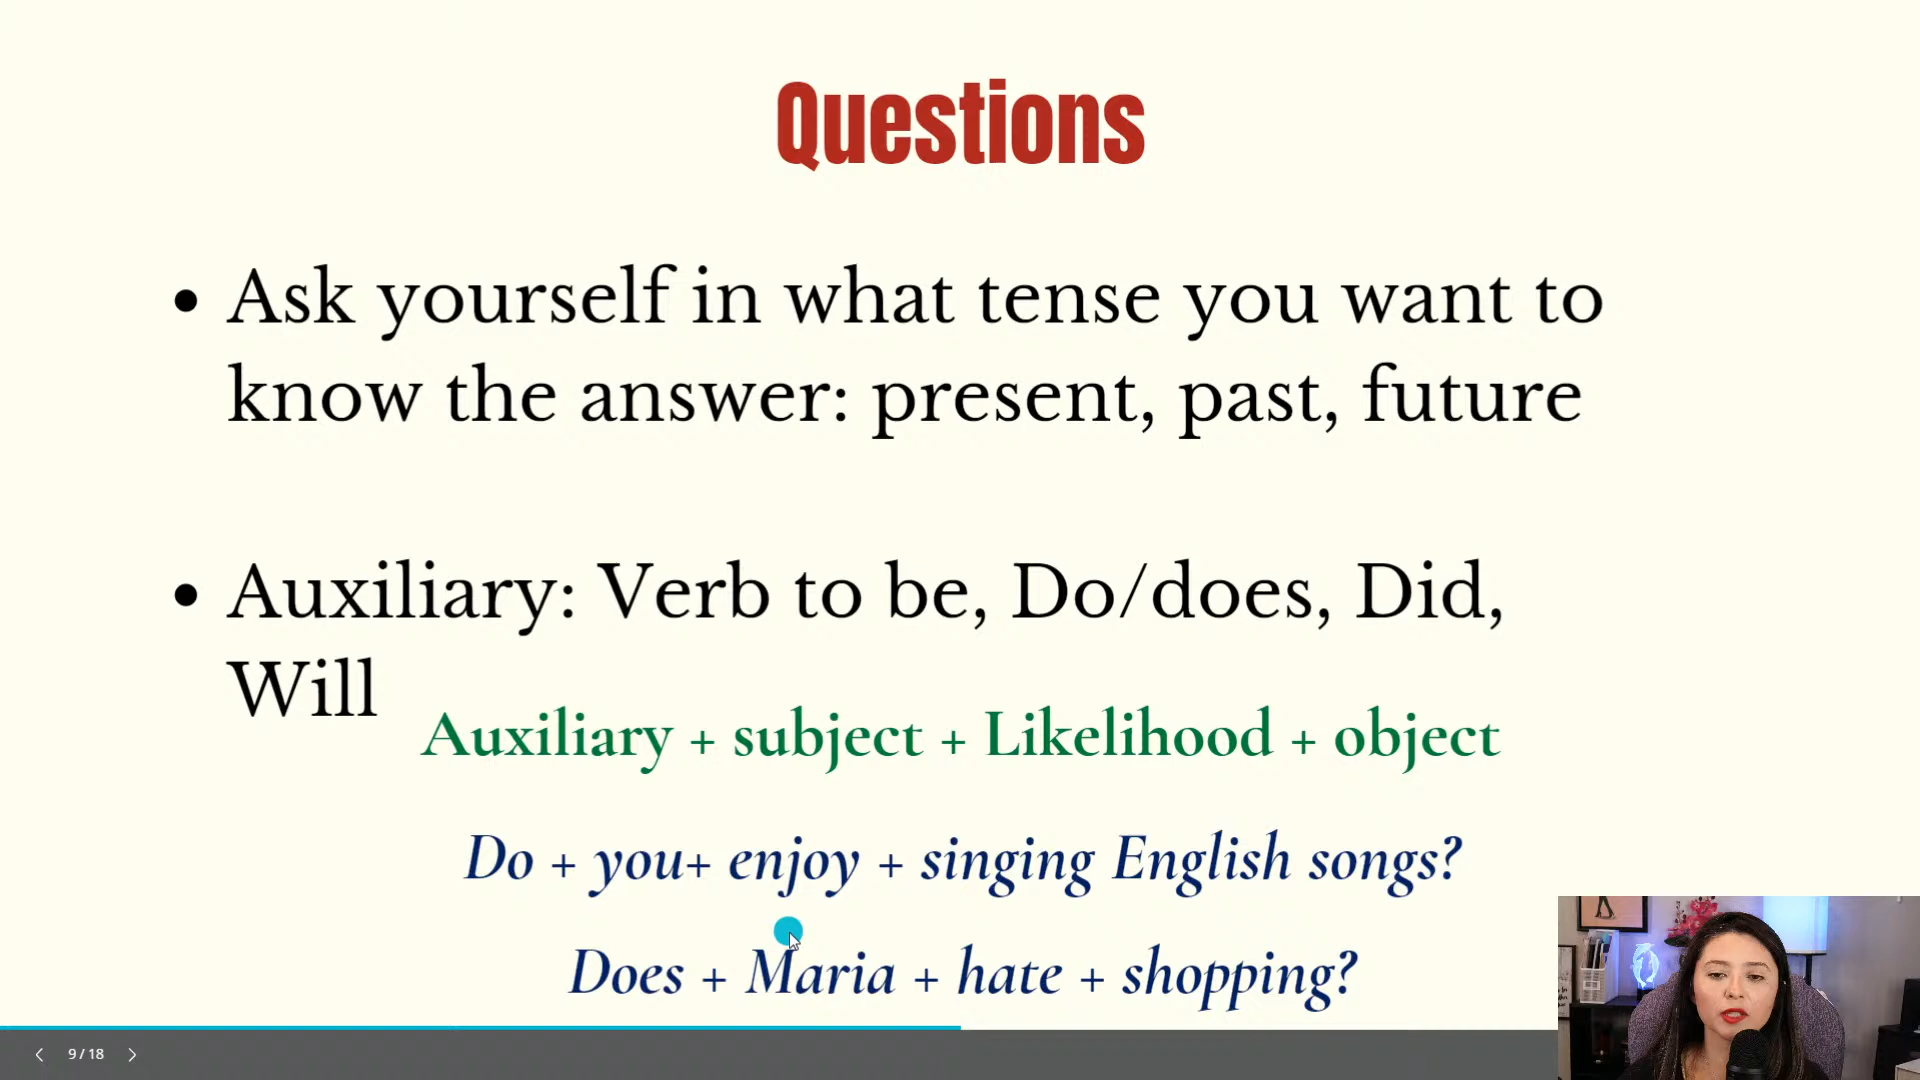 Questions
• Ask yourself in what tense you want to
know the answer: present, past, future
• Auxiliary: Verb to be, Do/does, Did,
Will
Auxiliary + subject + Likelihood + object
Do + you+ enjoy + singing English songs?
Does + Maria + hate + shopping?
9 / 18